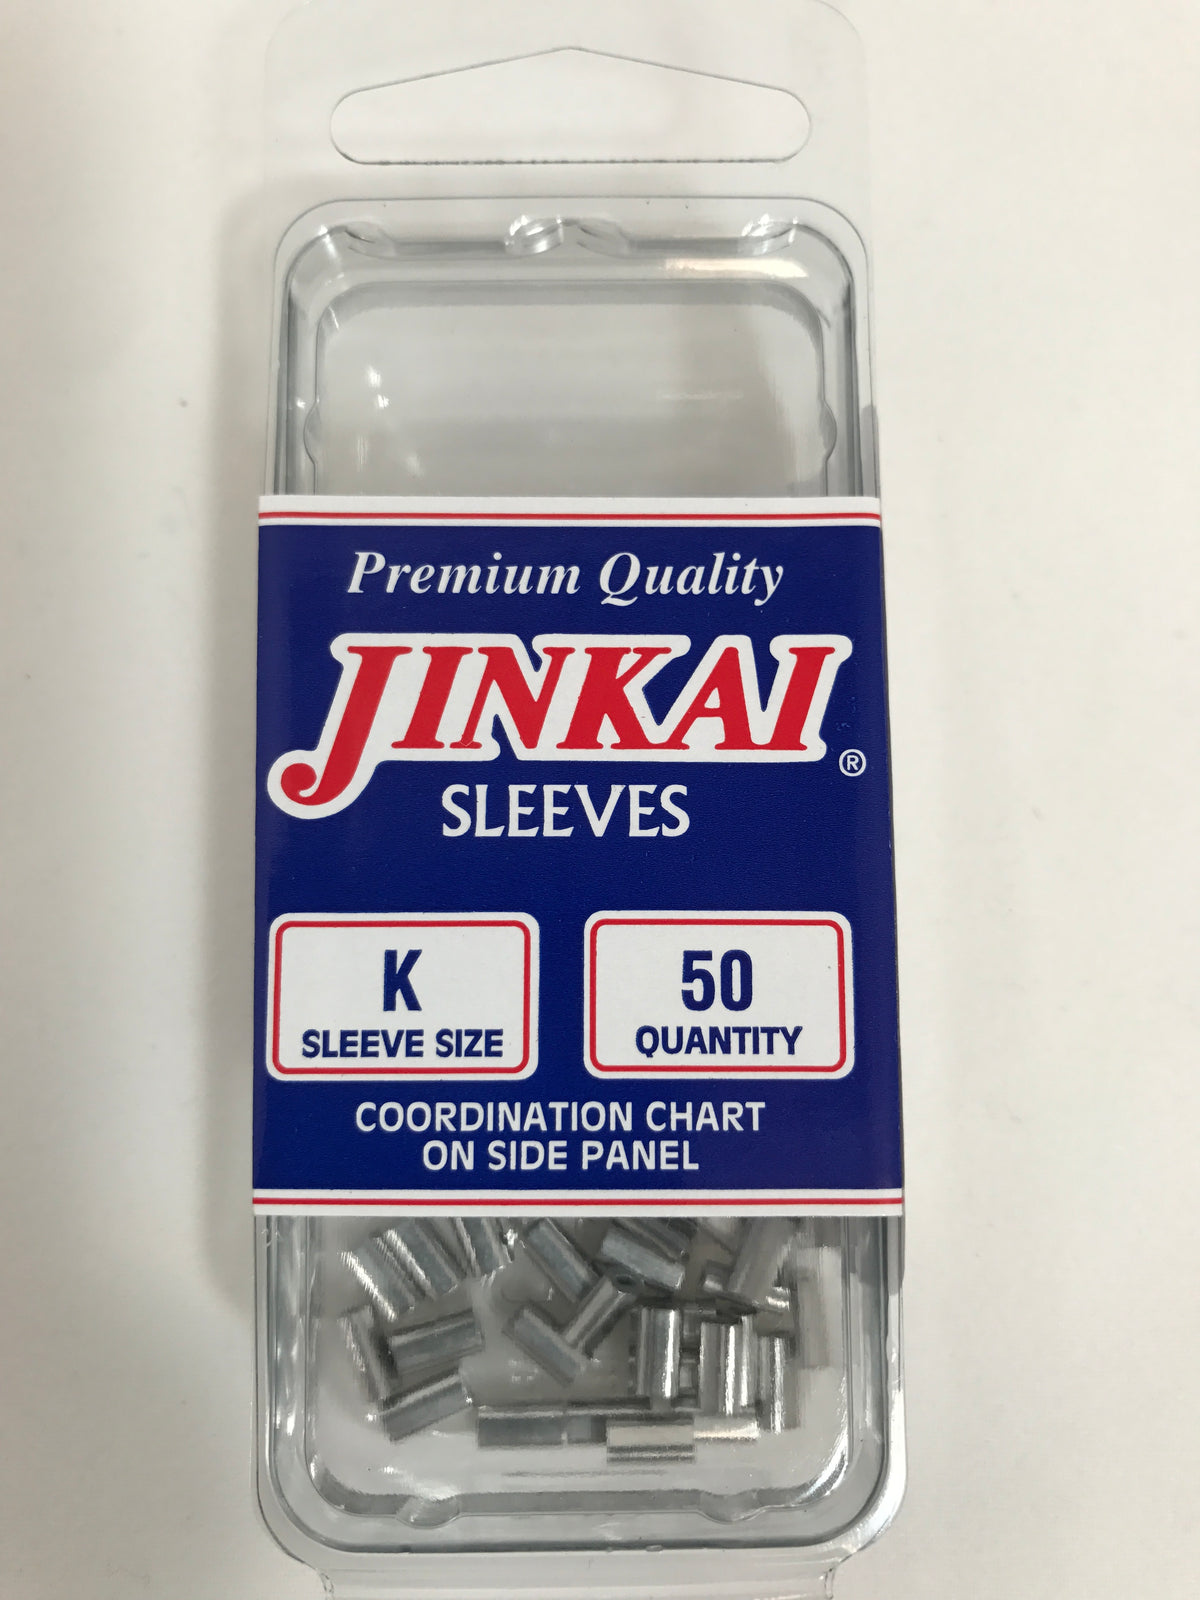 Premium Quality
JINKAI®
SLEEVES
K
SLEEVE SIZE
50
QUANTITY
COORDINATION CHART
ON SIDE PANEL